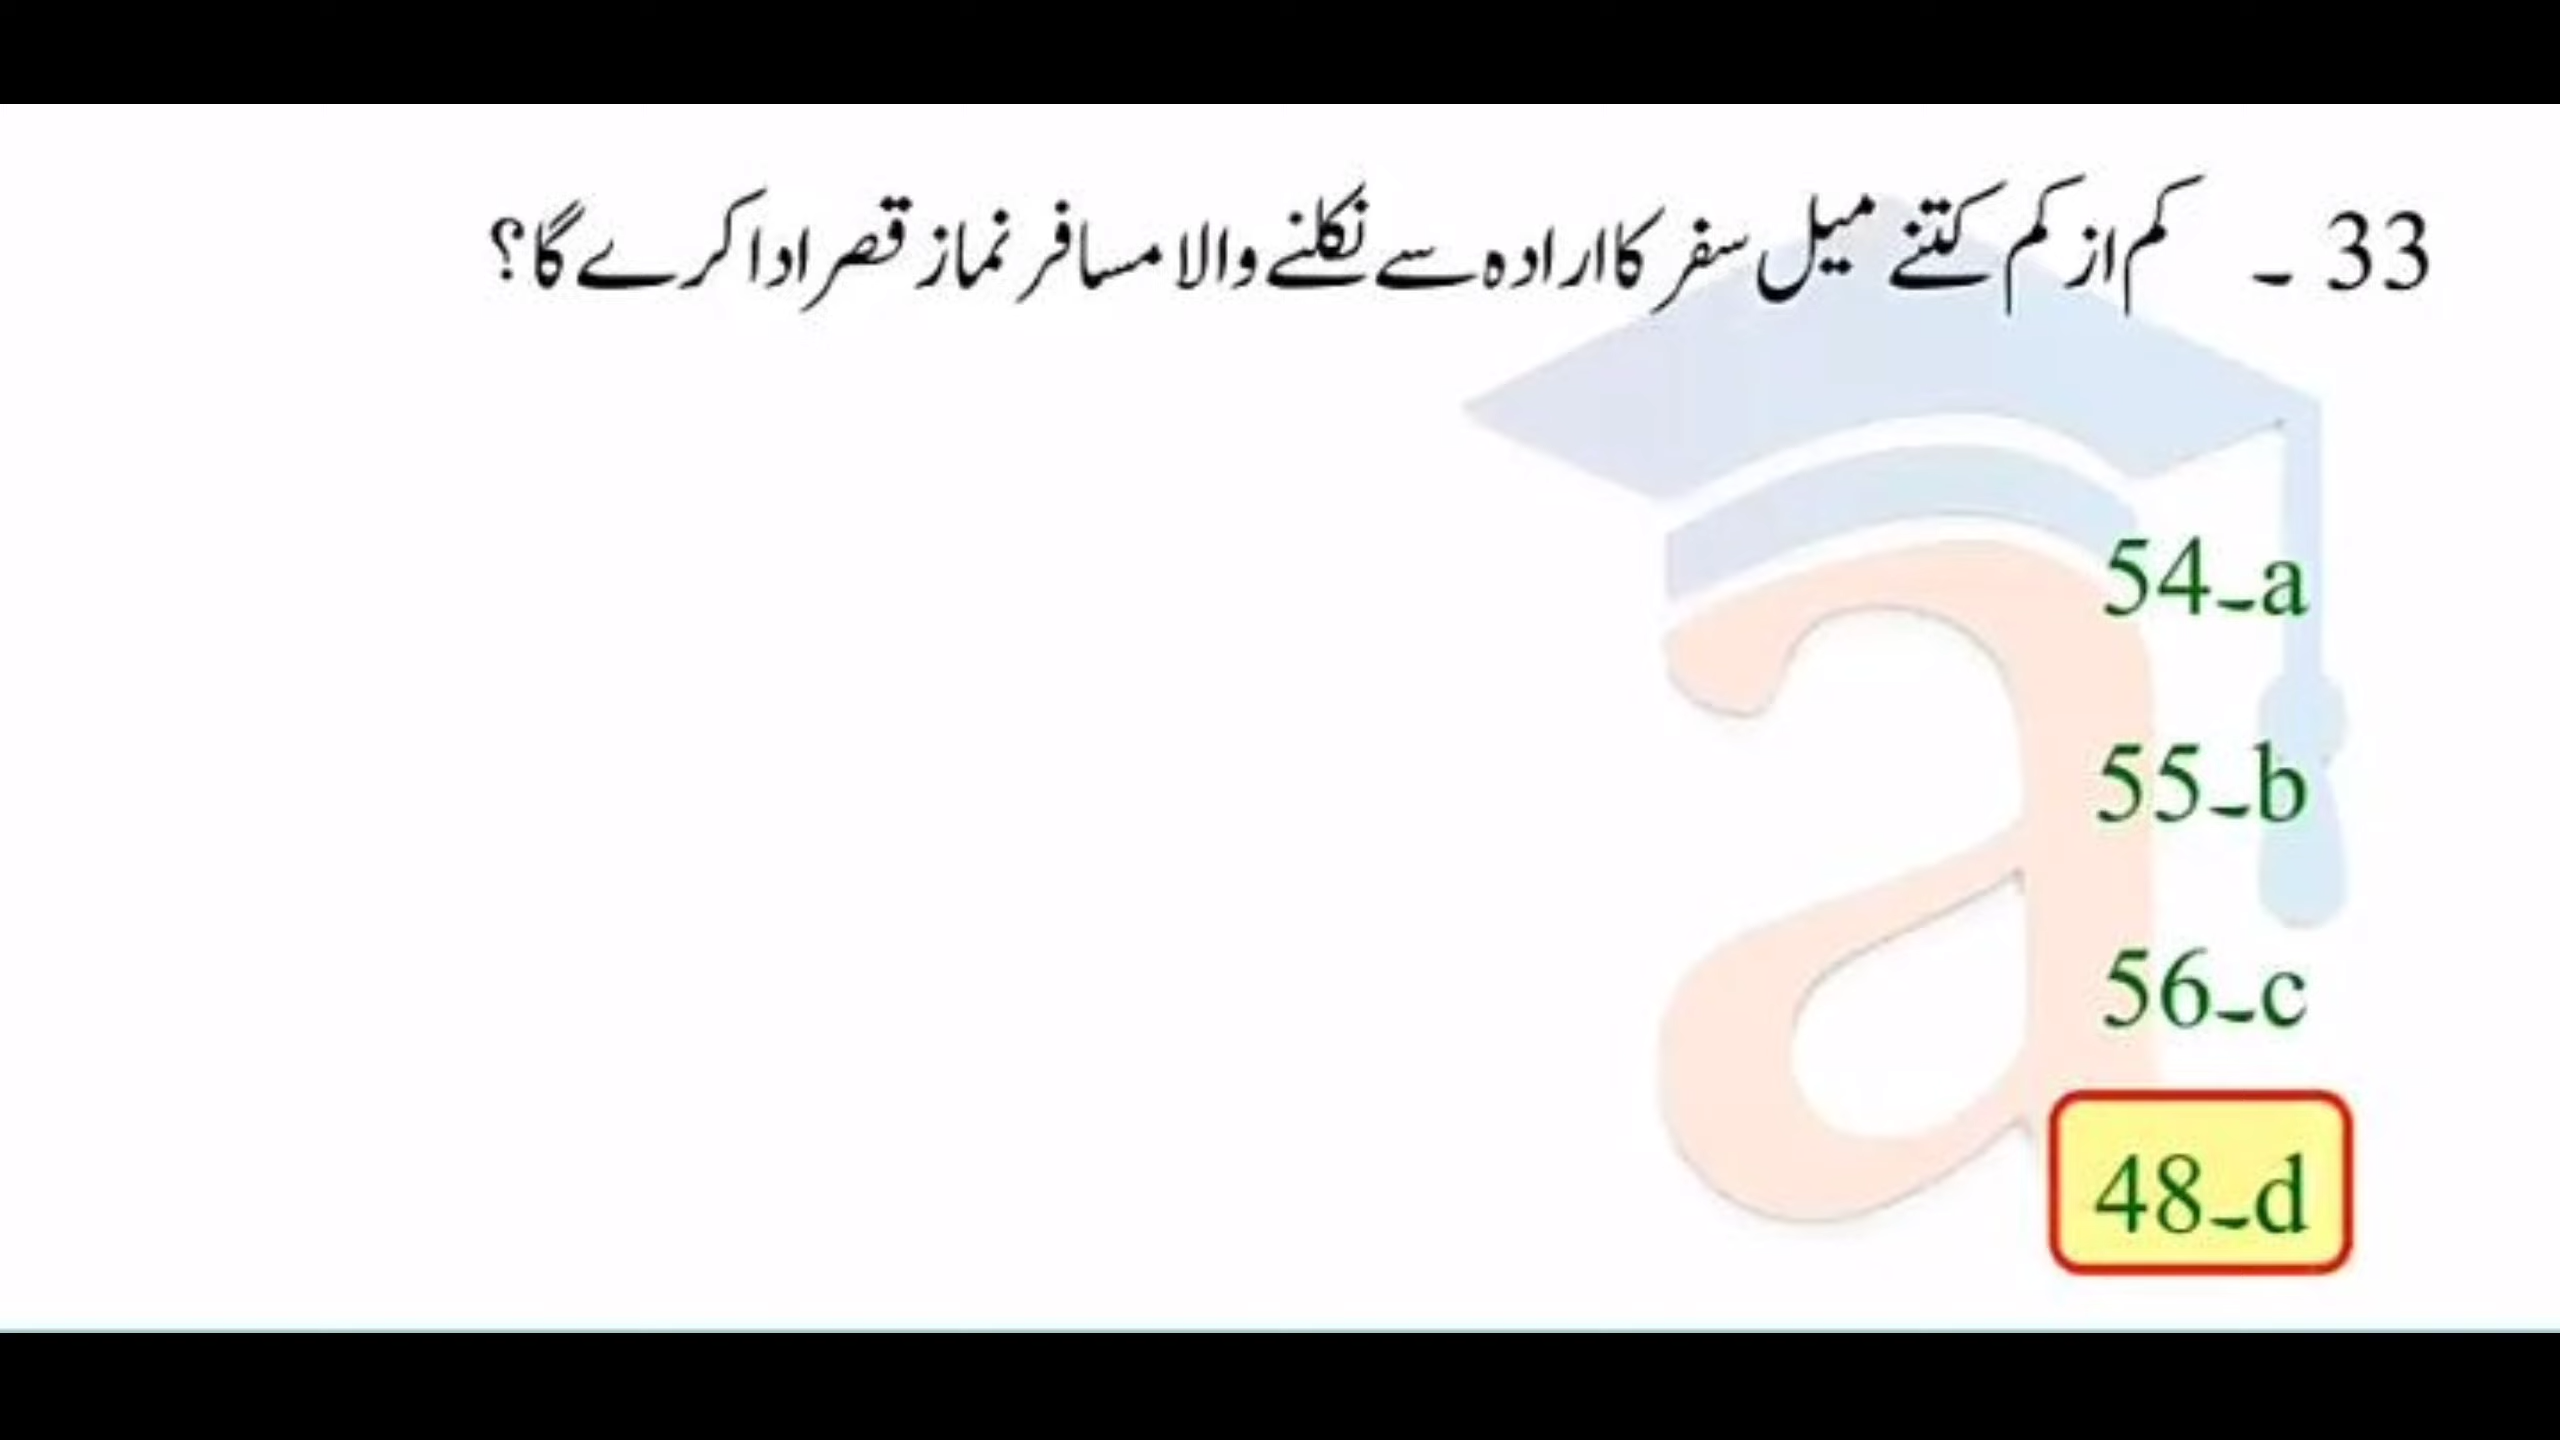 33 ۔ کم از کم کتنے میل سفر کا ارادہ سے نکلنے والا مسافر نماز قصر ادا کرے گا؟
54۔a
55۔b
56۔c
48۔d